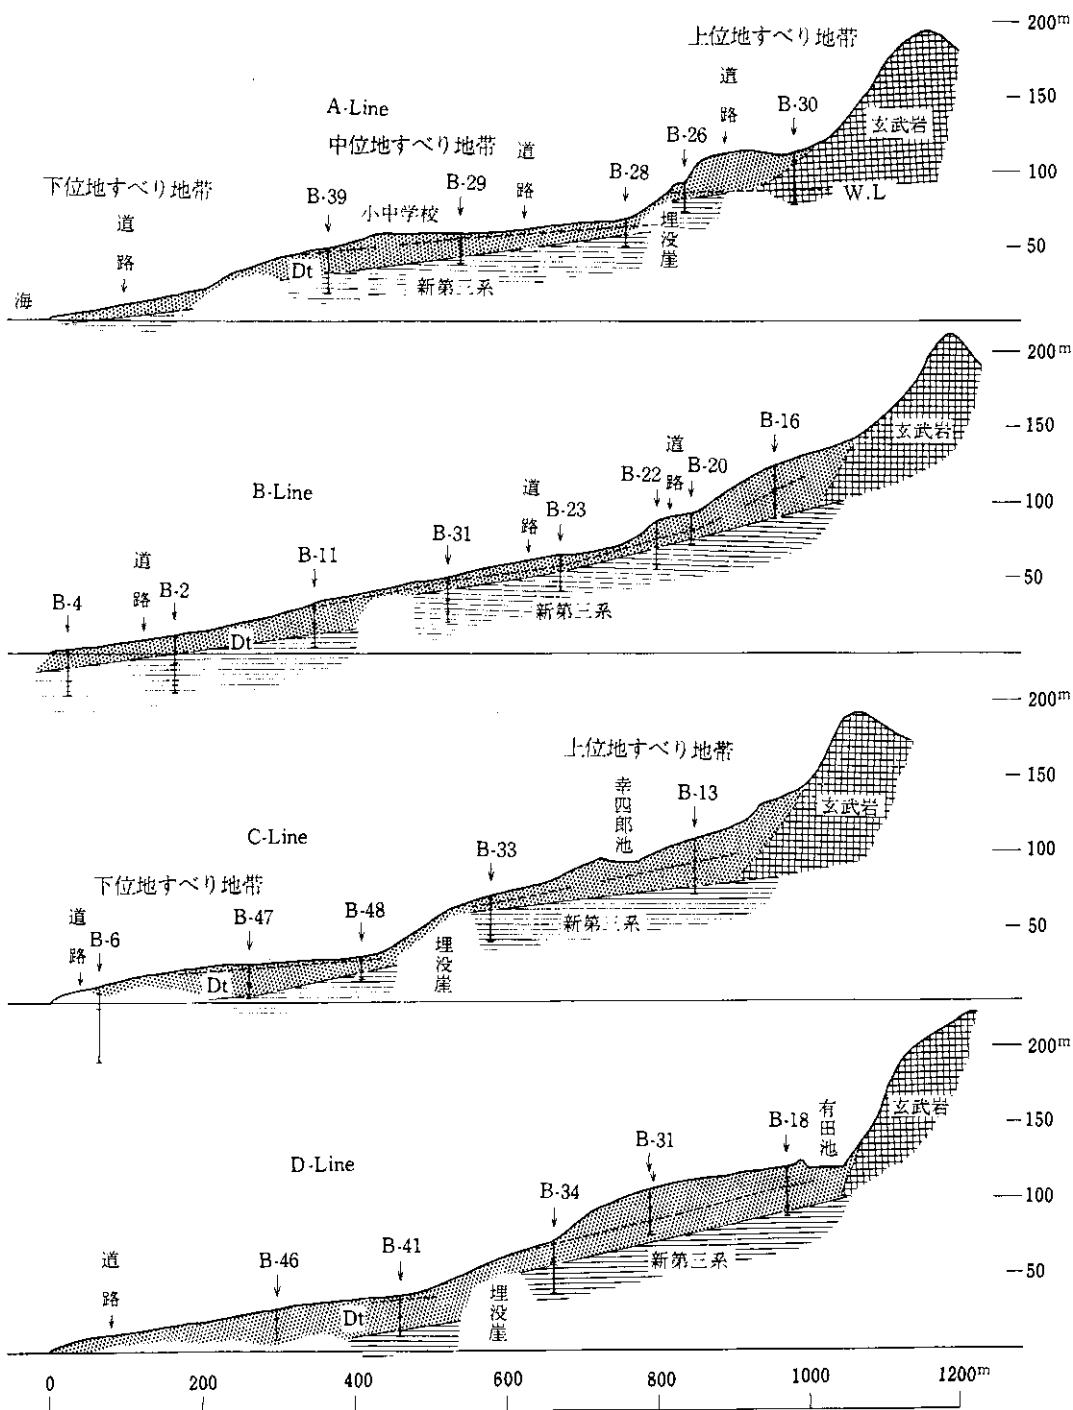 上位地すべり地帯
200m
A-Line
道路
B-30
150
中位地すべり地帯
道路
B-26
玄武岩
下位地すべり地帯
B-39
B-29
B-28
100
道路
小中学校
W.L
埋没崖
50
Dt
新第三系
海
200m
B-16
玄武岩
150
B-Line
道路
B-22
道路
B-20
100
B-31
B-23
道路
B-11
50
B-4
道路
B-2
新第三系
Dt
200m
上位地すべり地帯
幸四郎池
B-13
150
玄武岩
C-Line
B-33
100
下位地すべり地帯
道路
B-6
B-47
B-48
新第三系
50
埋没崖
Dt
200m
有田池
玄武岩
B-18
150
D-Line
B-31
B-34
100
道路
B-46
B-41
新第三系
50
埋没崖
Dt
0 200 400 600 800 1000 1200m